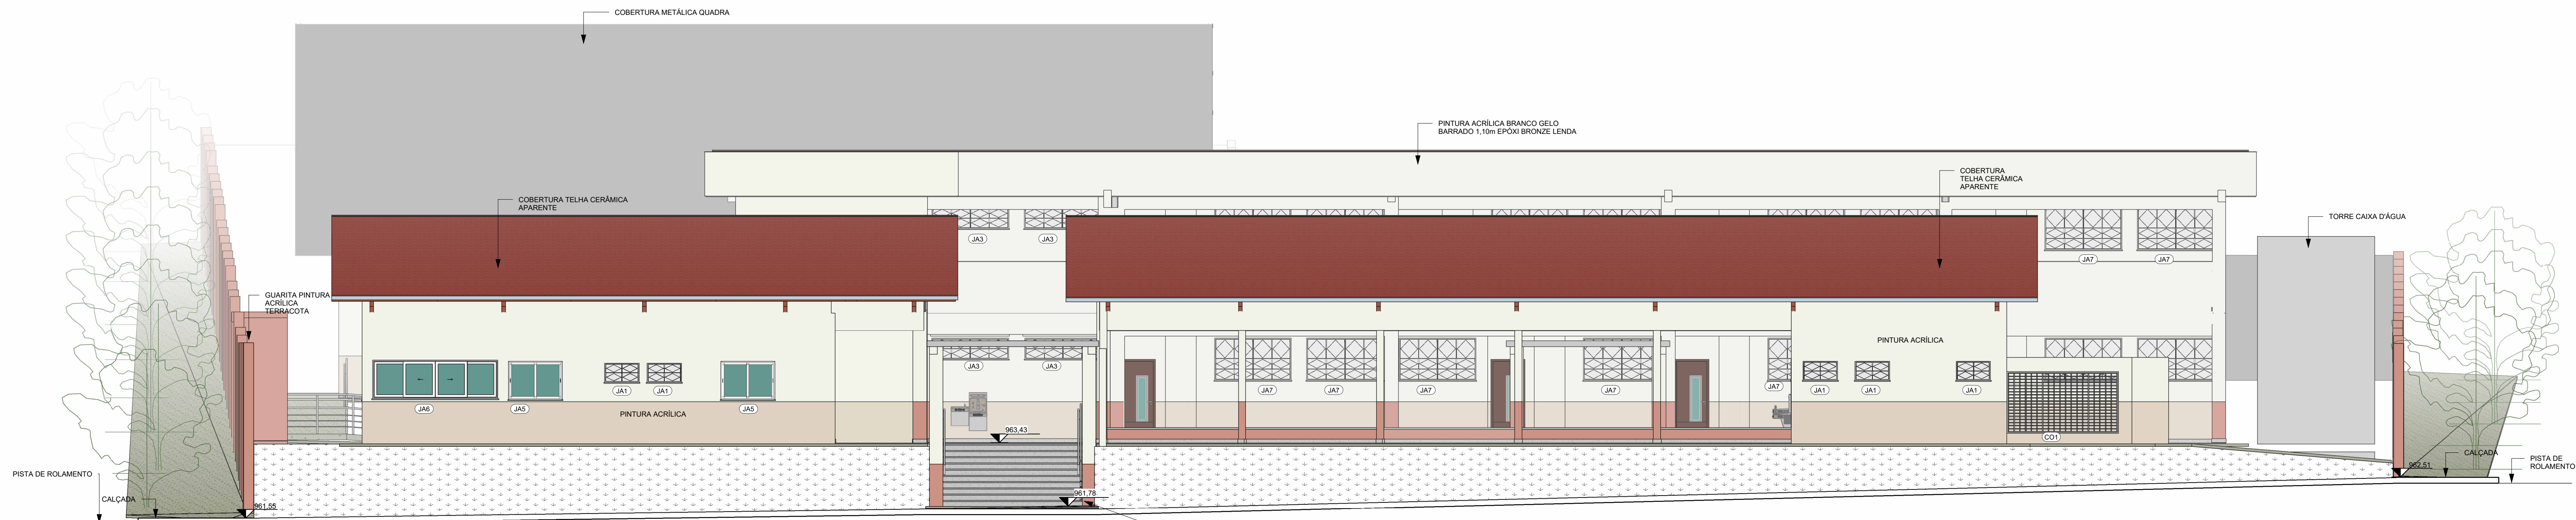 COBERTURA METÁLICA QUADRA
PINTURA ACRÍLICA BRANCO GELO
BARRADO 1,10m EPÓXI BRONZE LENDA
COBERTURA
TELHA CERÂMICA
APARENTE
COBERTURA TELHA CERÂMICA
APARENTE
TORRE CAIXA D'ÁGUA
JA3
JA3
JA7
JA7
GUARITA PINTURA
ACRÍLICA
TERRACOTA
PINTURA ACRÍLICA
JA3
JA3
JA1
JA1
JA7
JA7
JA7
JA7
JA7
JA1
JA1
JA1
JA6
JA5
JA5
PINTURA ACRÍLICA
963,43
CO1
CALÇADA
PISTA DE
ROLAMENTO
962,51
PISTA DE ROLAMENTO
961,78
CALÇADA
961,55